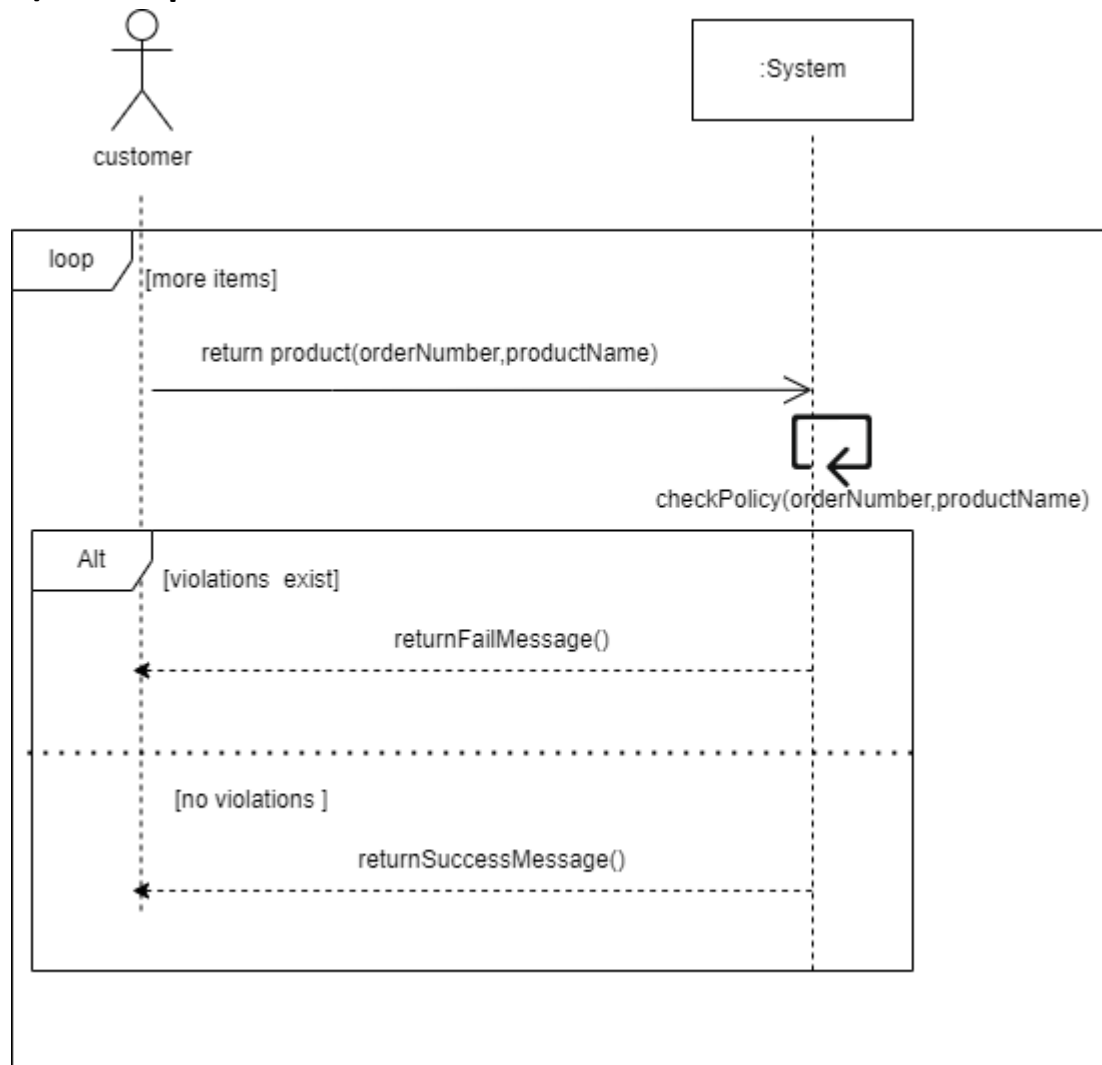 :System
customer
loop
[more items]
return product(orderNumber,productName)
checkPolicy(orderNumber,productName)
Alt
[violations  exist]
returnFailMessage()
[no violations ]
returnSuccessMessage()